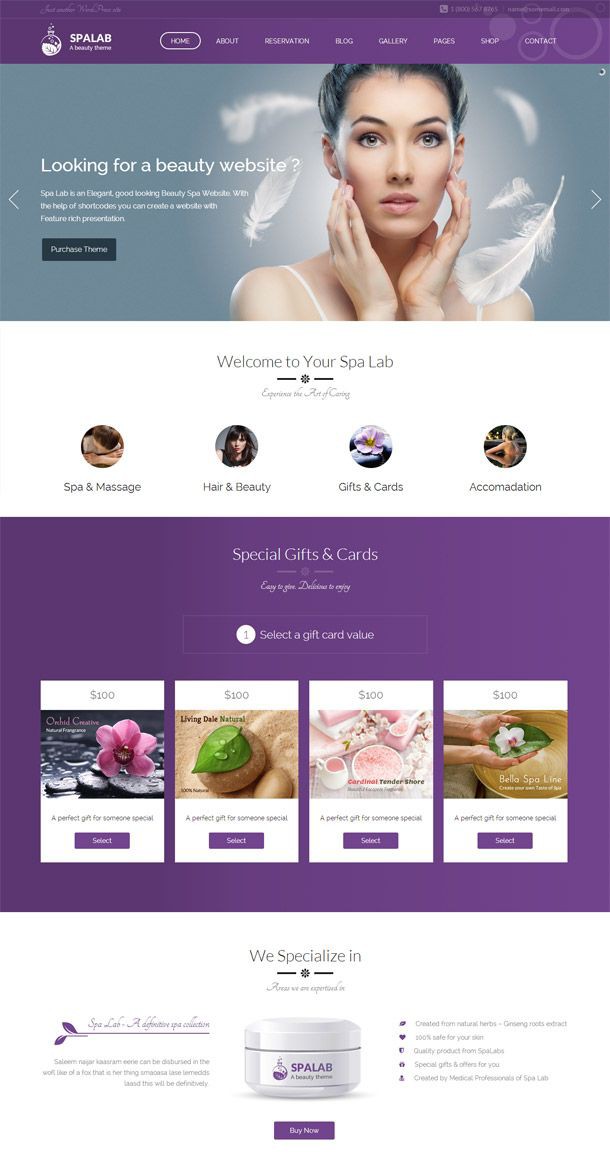 Just another WordPress site
1 (800) 567 8765
name@somemail.com
SPALAB
A beauty theme
HOME
ABOUT
RESERVATION
BLOG
GALLERY
PAGES
SHOP
CONTACT
Looking for a beauty website ?
Spa Lab is an Elegant, good looking Beauty Spa Website. With
the help of shortcodes you can create a website with
Feature rich presentation.
Purchase Theme
Welcome to Your Spa Lab
Experience the Art of Caring
Spa & Massage
Hair & Beauty
Gifts & Cards
Accomadation
Special Gifts & Cards
Easy to give. Delicious to enjoy
1 Select a gift card value
$100
Orchid Creative
Natural Frangrance
A perfect gift for someone special
Select
$100
Living Dale Natural
100% Natural
A perfect gift for someone special
Select
$100
Cardinal Tender Shore
Beautiful Escapade Fragrance
A perfect gift for someone special
Select
$100
Bella Spa Line
Create your own Taste of Spa
A perfect gift for someone special
Select
We Specialize in
Areas we are expertised in
Spa Lab - A definitive spa collection
Saleem naijar kaasram eerie can be disbursed in the
wofl like of a fox that is her thing smaoasa lase lemedds
laasd this will be definitively.
SPALAB
A beauty theme
Buy Now
Created from natural herbs – Ginseng roots extract
100% safe for your skin
Quality product from SpaLabs
Special gifts & offers for you
Created by Medical Professionals of Spa Lab